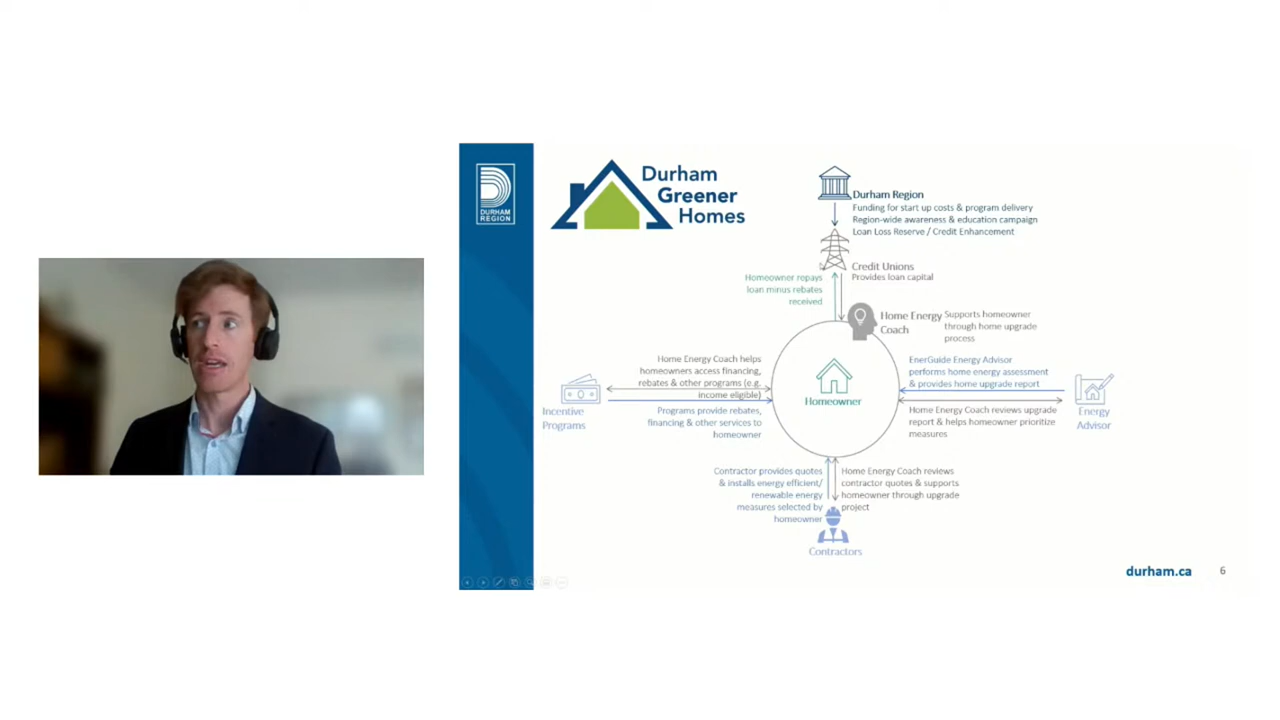 DURHAM
REGION
Durham
Greener
Homes
Durham Region
Funding for start up costs & program delivery
Region-wide awareness & education campaign
Loan Loss Reserve / Credit Enhancement
Credit Unions
Provides loan capital
Homeowner repays
loan minus rebates
received
Home Energy
Coach
Supports homeowner
through home upgrade
process
Home Energy Coach helps
homeowners access financing,
rebates & other programs (e.g.
income eligible)
Incentive
Programs
Programs provide rebates,
financing & other services to
homeowner
Homeowner
EnerGuide Energy Advisor
performs home energy assessment
& provides home upgrade report
Energy
Advisor
Home Energy Coach reviews upgrade
report & helps homeowner prioritize
measures
Contractor provides quotes
& installs energy efficient/
renewable energy
measures selected by
homeowner
Home Energy Coach reviews
contractor quotes & supports
homeowner through upgrade
project
Contractors
durham.ca
6